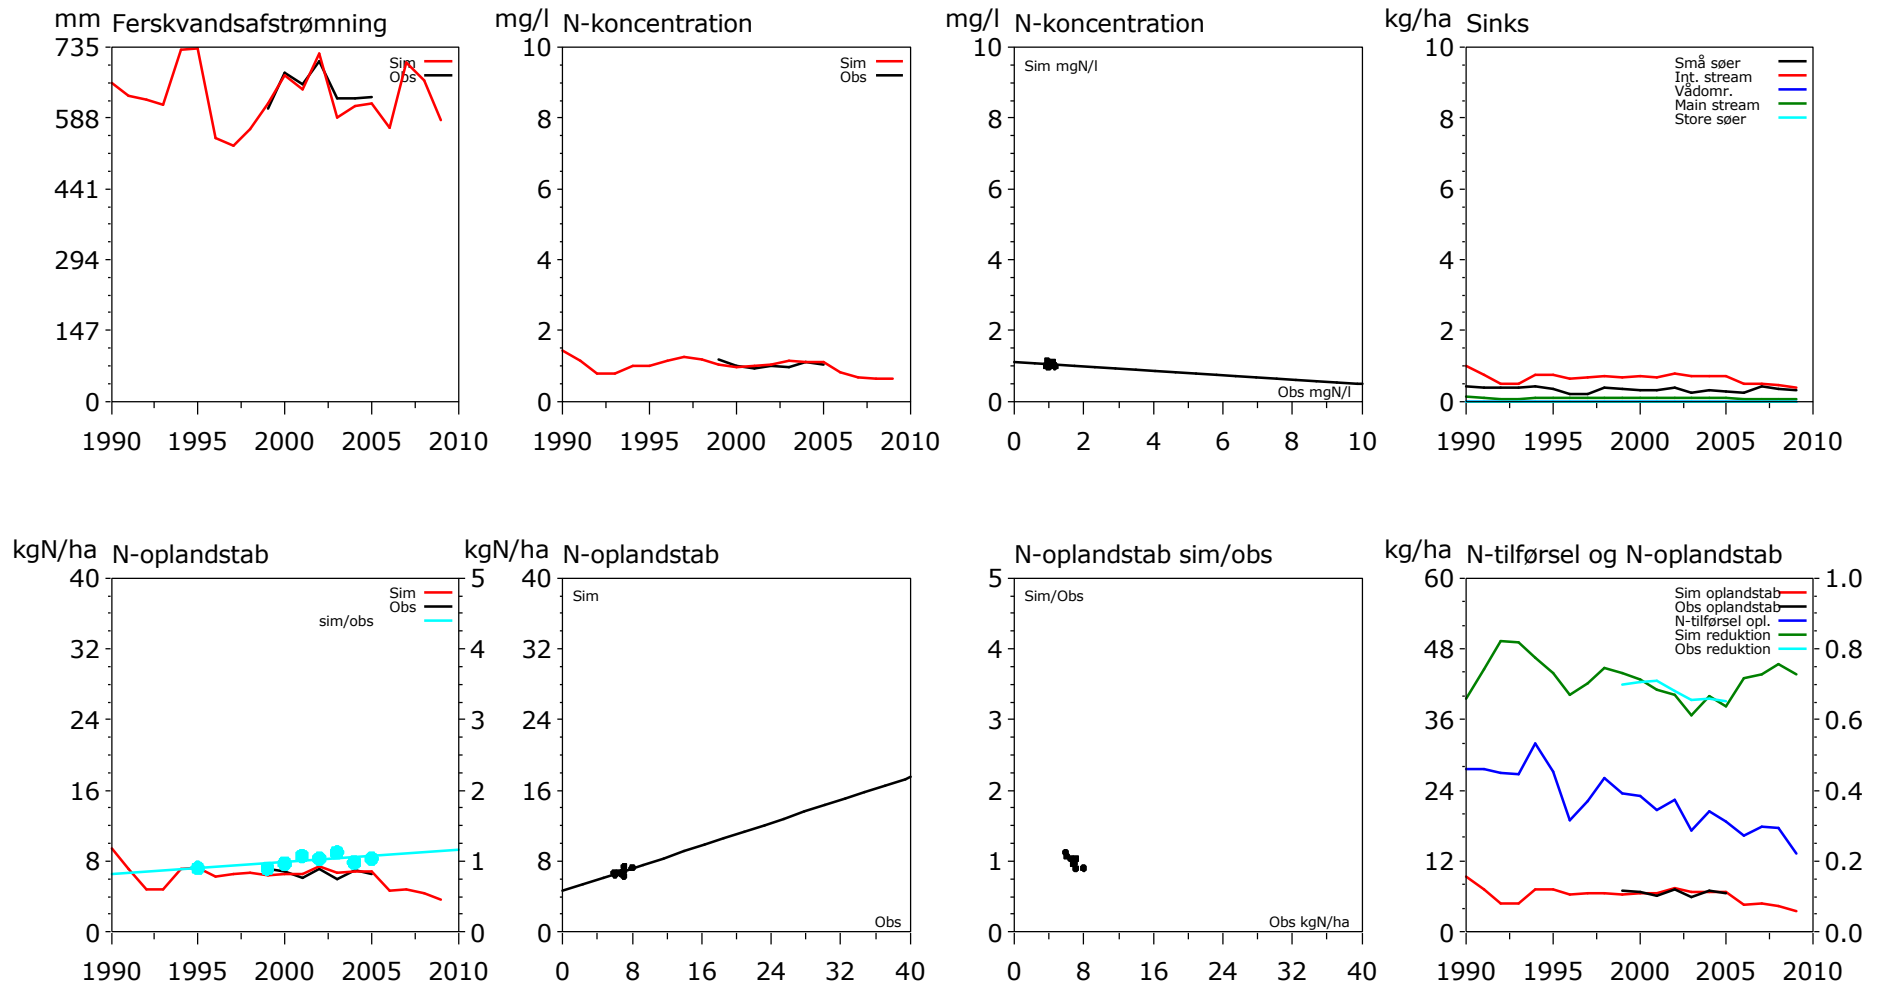 mm Ferskvandsafstrømning
735
588
441
294
147
0
Sim
Obs
1990 1995 2000 2005 2010
mg/l N-koncentration
10
8
6
4
2
0
Sim
Obs
1990 1995 2000 2005 2010
mg/l N-koncentration
10
8
6
4
2
0
Sim mgN/l
Obs mgN/l
0 2 4 6 8 10
kg/ha Sinks
10
8
6
4
2
0
Små søer
Int. stream
Vådomr.
Main stream
Store søer
1990 1995 2000 2005 2010
kgN/ha N-oplandstab
40
32
24
16
8
0
Sim
Obs
sim/obs
5
4
3
2
1
0
1990 1995 2000 2005 2010
kgN/ha N-oplandstab
40
32
24
16
8
0
Sim
Obs
0 8 16 24 32 40
N-oplandstab sim/obs
5
4
3
2
2
1
0
Sim/Obs
Obs kgN/ha
0 8 16 24 32 40
kg/ha N-tilførsel og N-oplandstab
60
48
36
24
12
0
Sim oplandstab
Obs oplandstab
N-tilførsel opl.
Sim reduktion
Obs reduktion
1.0
0.8
0.6
0.4
0.2
0.0
1990 1995 2000 2005 2010